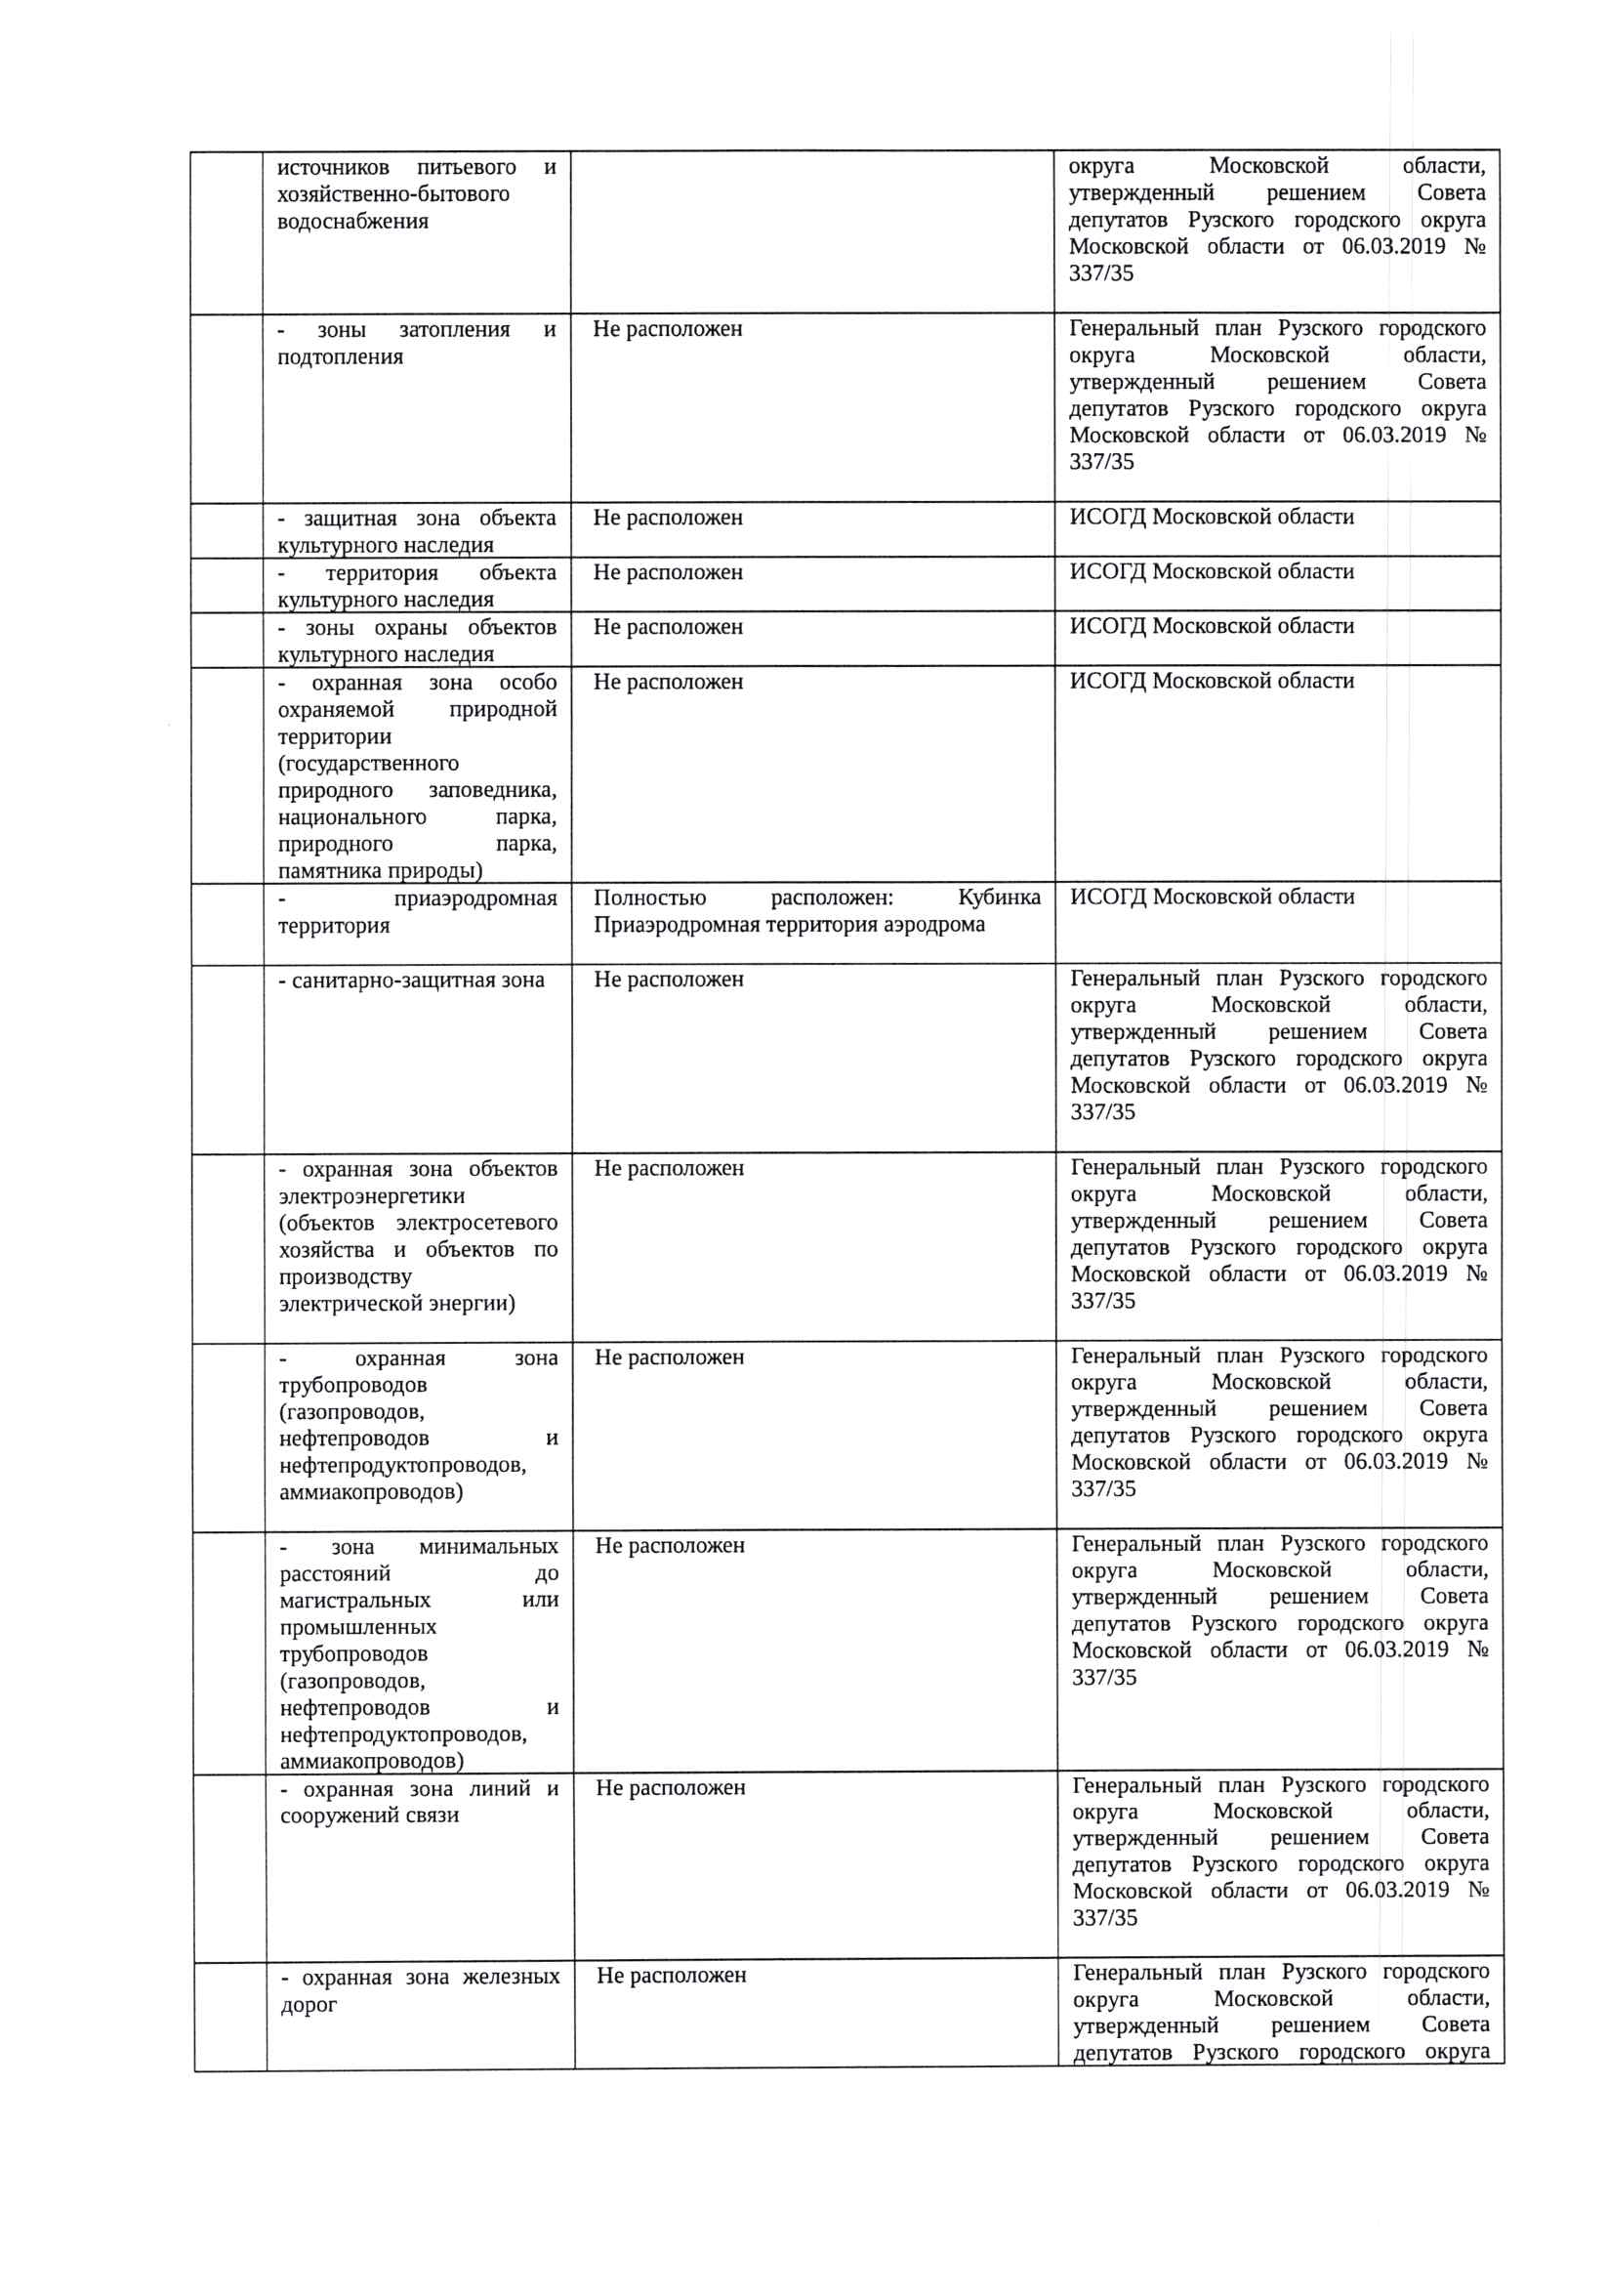 источников питьевого и
хозяйственно-бытового
водоснабжения
округа Московской области,
утвержденный решением Совета
депутатов Рузского городского округа
Московской области от 06.03.2019 №
337/35
- зоны затопления и
подтопления
Не расположен
Генеральный план Рузского городского
округа Московской области,
утвержденный решением Совета
депутатов Рузского городского округа
Московской области от 06.03.2019 №
337/35
- защитная зона объекта
культурного наследия
Не расположен
ИСОГД Московской области
- территория объекта
культурного наследия
Не расположен
ИСОГД Московской области
- зоны охраны объектов
культурного наследия
Не расположен
ИСОГД Московской области
- охранная зона особо
охраняемой природной
территории
(государственного
природного заповедника,
национального парка,
природного парка,
памятника природы)
Не расположен
ИСОГД Московской области
- приаэродромная
территория
Полностью расположен: Кубинка
Приаэродромная территория аэродрома
ИСОГД Московской области
- санитарно-защитная зона
Не расположен
Генеральный план Рузского городского
округа Московской области,
утвержденный решением Совета
депутатов Рузского городского округа
Московской области от 06.03.2019 №
337/35
- охранная зона объектов
электроэнергетики
(объектов электросетевого
хозяйства и объектов по
производству
электрической энергии)
Не расположен
Генеральный план Рузского городского
округа Московской области,
утвержденный решением Совета
депутатов Рузского городского округа
Московской области от 06.03.2019 №
337/35
- охранная зона
трубопроводов
(газопроводов,
нефтепроводов и
нефтепродуктопроводов,
аммиакопроводов)
Не расположен
Генеральный план Рузского городского
округа Московской области,
утвержденный решением Совета
депутатов Рузского городского округа
Московской области от 06.03.2019 №
337/35
- зона минимальных
расстояний до
магистральных или
промышленных
трубопроводов
(газопроводов,
нефтепроводов и
нефтепродуктопроводов,
аммиакопроводов)
Не расположен
Генеральный план Рузского городского
округа Московской области,
утвержденный решением Совета
депутатов Рузского городского округа
Московской области от 06.03.2019 №
337/35
- охранная зона линий и
сооружений связи
Не расположен
Генеральный план Рузского городского
округа Московской области,
утвержденный решением Совета
депутатов Рузского городского округа
Московской области от 06.03.2019 №
337/35
- охранная зона железных
дорог
Не расположен
Генеральный план Рузского городского
округа Московской области,
утвержденный решением Совета
депутатов Рузского городского округа